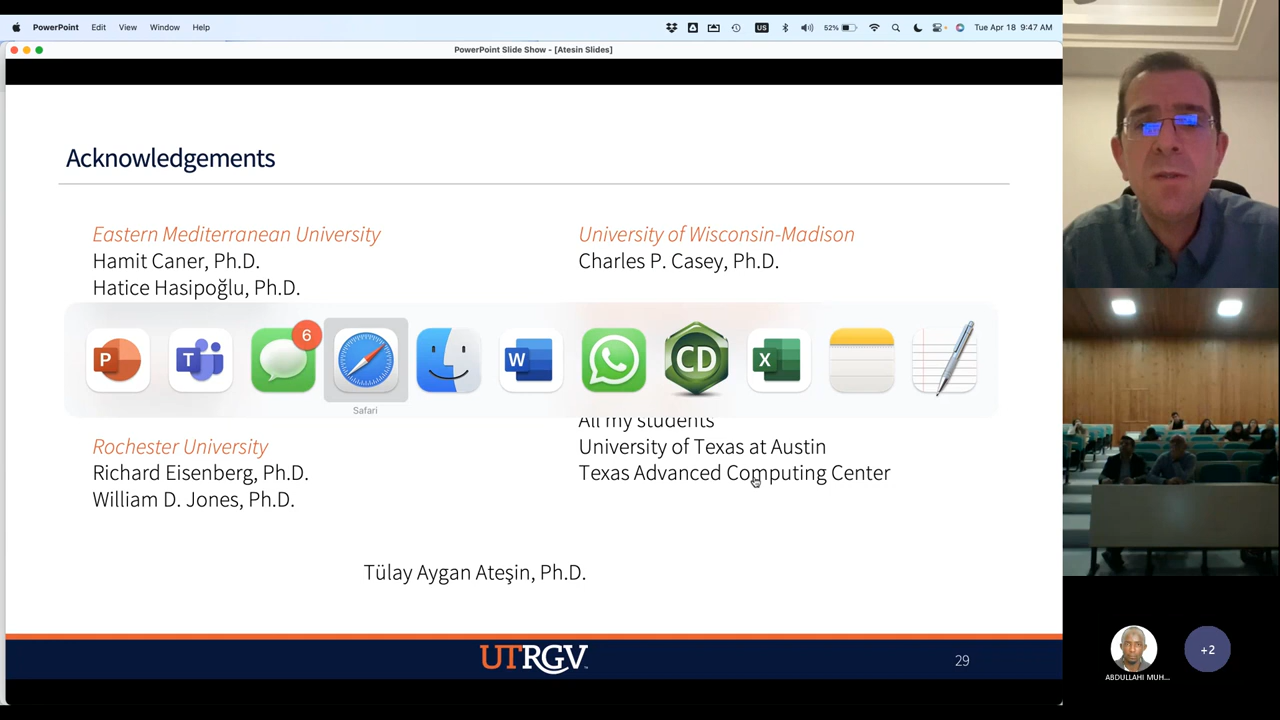 PowerPoint Edit View Window Help
US 52% Tue Apr 18 9:47 AM
PowerPoint Slide Show - [Atesin Slides]
Acknowledgements
Eastern Mediterranean University
Hamit Caner, Ph.D.
Hatice Hasipoğlu, Ph.D.
University of Wisconsin-Madison
Charles P. Casey, Ph.D.
P
T
6
W
CD
X
Safari
All my students
University of Texas at Austin
Texas Advanced Computing Center
Rochester University
Richard Eisenberg, Ph.D.
William D. Jones, Ph.D.
Tülay Aygan Ateşin, Ph.D.
UTRGV
29
ABDULLAHI MUH...
+2